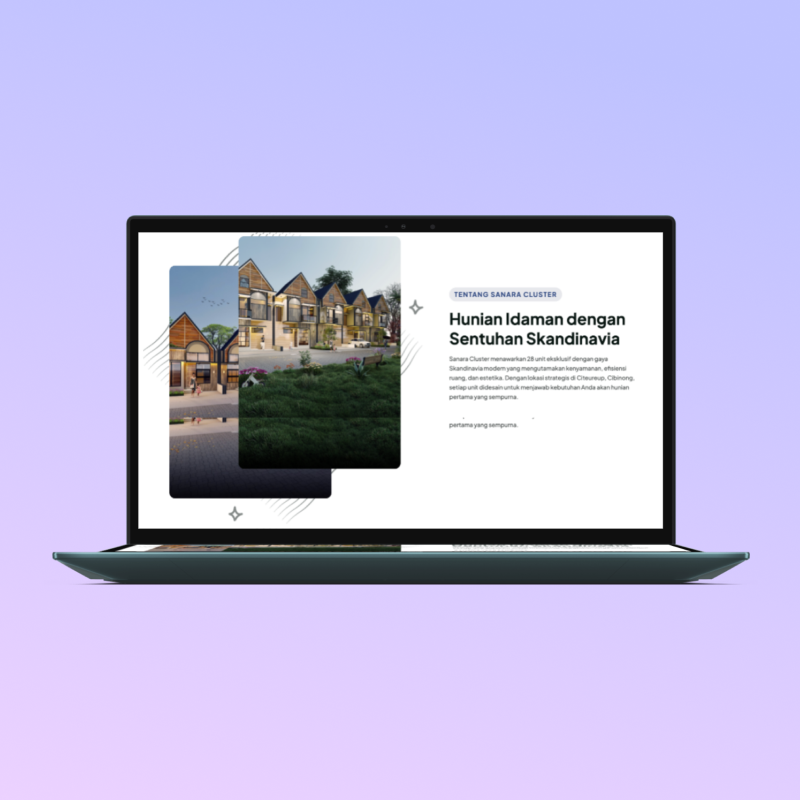 TENTANG SANARA CLUSTER
Hunian Idaman dengan
Sentuhan Skandinavia
Sanara Cluster menawarkan 28 unit eksklusif dengan gaya
Skandinavia modern yang mengutamakan kenyamanan, efisiensi
ruang, dan estetika. Dengan lokasi strategis di Citeureup, Cibinong,
setiap unit didesain untuk menjawab kebutuhan Anda akan hunian
pertama yang sempurna.
pertama yang sempurna.